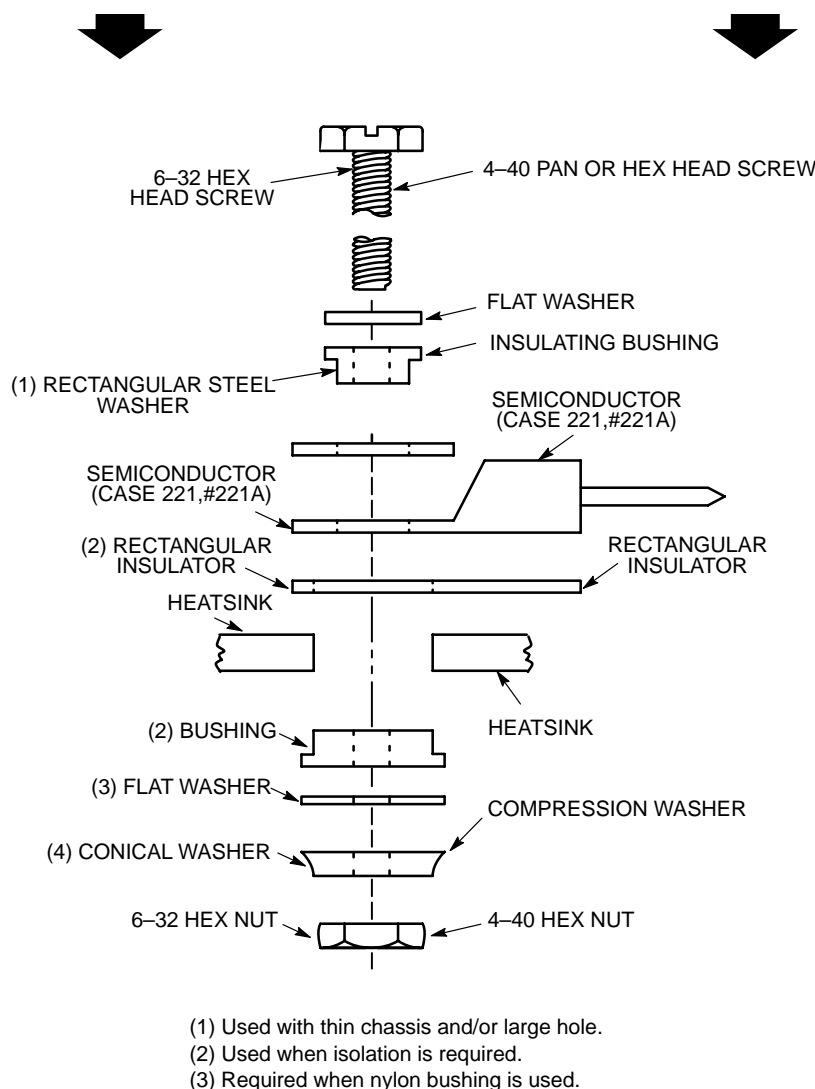 6–32 HEX
HEAD SCREW
4–40 PAN OR HEX HEAD SCREW
FLAT WASHER
INSULATING BUSHING
(1) RECTANGULAR STEEL
WASHER
SEMICONDUCTOR
(CASE 221,#221A)
SEMICONDUCTOR
(CASE 221,#221A)
(2) RECTANGULAR
INSULATOR
RECTANGULAR
INSULATOR
HEATSINK
HEATSINK
(2) BUSHING
(3) FLAT WASHER
COMPRESSION WASHER
(4) CONICAL WASHER
6–32 HEX NUT
4–40 HEX NUT
(1) Used with thin chassis and/or large hole.
(2) Used when isolation is required.
(3) Required when nylon bushing is used.